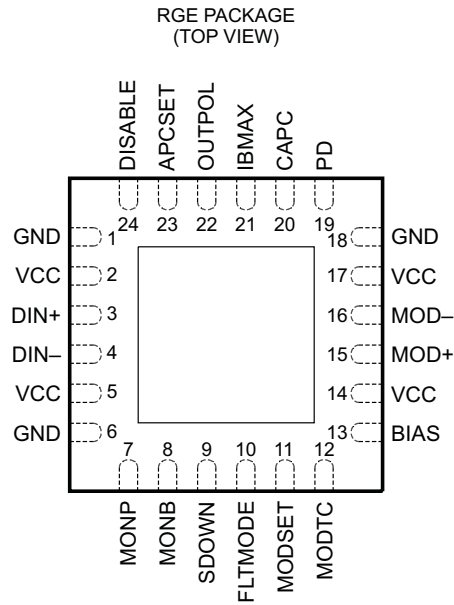 RGE PACKAGE
(TOP VIEW)
DISABLE
APCSET
OUTPOL
IBMAX
CAPC
PD
24 23 22 21 20 19
GND 1 18 GND
VCC 2 17 VCC
DIN+ 3 16 MOD–
DIN– 4 15 MOD+
VCC 5 14 VCC
GND 6 13 BIAS
7 8 9 10 11 12
MONP
MONB
SDOWN
FLTMODE
MODSET
MODTC